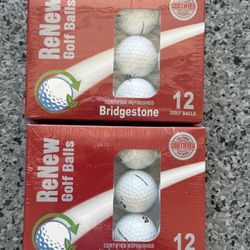 ReNew
Golf Balls
CERTIFIED
CERTIFIED REFINISHED
Bridgestone
12
GOLF BALLS
ReNew
Golf Balls
CERTIFIED
CERTIFIED REFINISHED
12